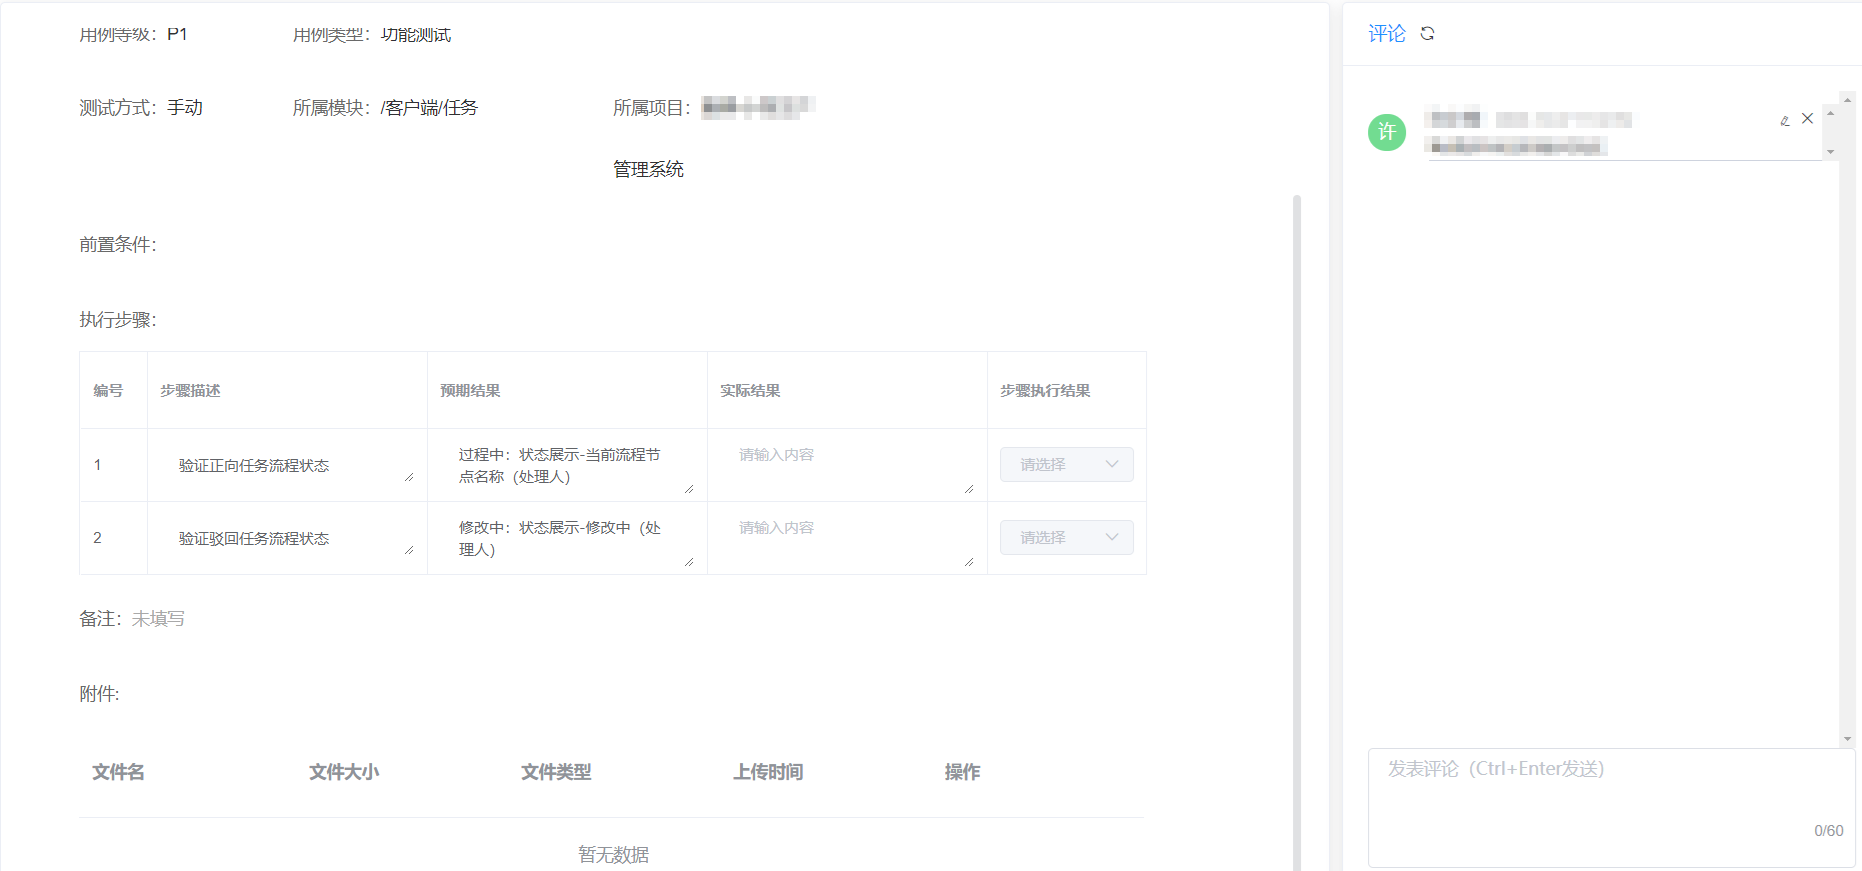 用例等级：P1 用例类型：功能测试
测试方式：手动 所属模块：/客户端/任务 所属项目：
管理系统
前置条件：
执行步骤：
编号 步骤描述 预期结果 实际结果 步骤执行结果
1 验证正向任务流程状态 过程中：状态展示-当前流程节 请输入内容 请选择
点名称（处理人）
2 验证驳回任务流程状态 修改中：状态展示-修改中（处 请输入内容 请选择
理人）
备注：未填写
附件:
文件名 文件大小 文件类型 上传时间 操作
暂无数据
评论
许
发表评论（Ctrl+Enter发送）
0/60